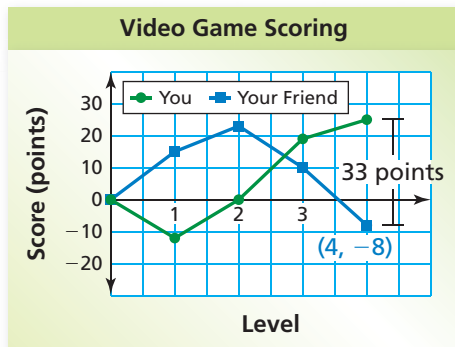 Video Game Scoring
You
Your Friend
Score (points)
30
20
10
0
−10
−20
1
2
3
33 points
(4, −8)
Level